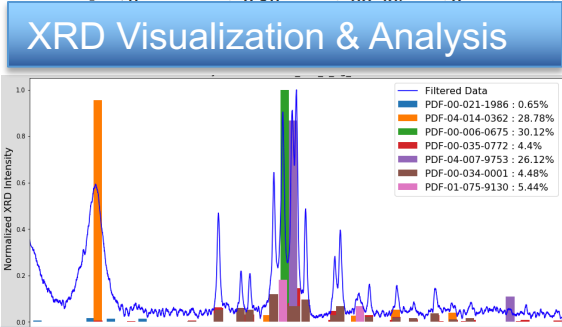 XRD Visualization & Analysis
Filtered Data
PDF-00-021-1986 : 0.65%
PDF-04-014-0362 : 28.78%
PDF-00-006-0675 : 30.12%
PDF-00-035-0772 : 4.4%
PDF-04-007-9753 : 26.12%
PDF-00-034-0001 : 4.48%
PDF-01-075-9130 : 5.44%
Normalized XRD Intensity
1.0
0.8
0.6
0.4
0.2
0.0